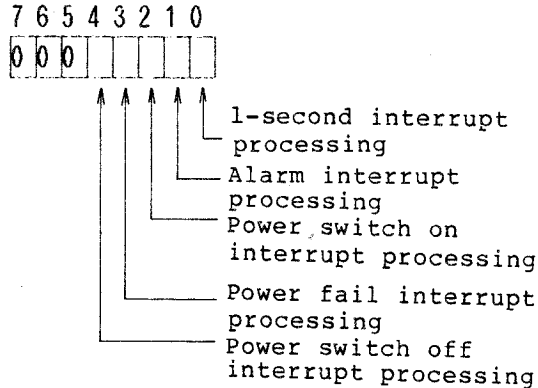 7 6 5 4 3 2 1 0
0 0 0
1-second interrupt
processing
Alarm interrupt
processing
Power switch on
interrupt processing
Power fail interrupt
processing
Power switch off
interrupt processing